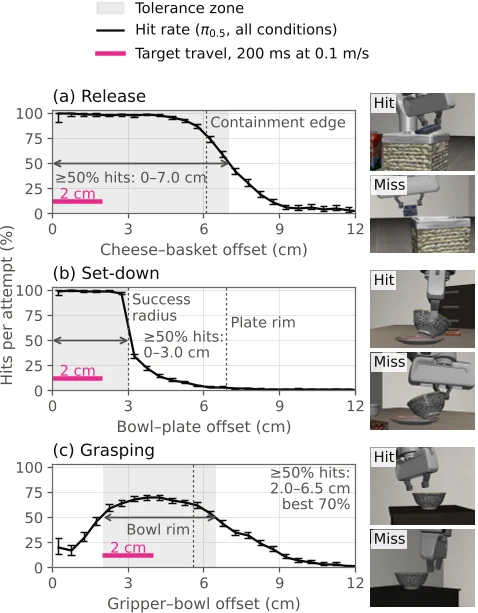 Tolerance zone
Hit rate (π0.5, all conditions)
Target travel, 200 ms at 0.1 m/s
Hits per attempt (%)
(a) Release
100
75
50
25
0
Containment edge
≥50% hits: 0–7.0 cm
2 cm
0 3 6 9 12
Cheese–basket offset (cm)
Hit
Miss
(b) Set-down
100
75
50
25
0
Success
radius
Plate rim
≥50% hits:
0–3.0 cm
2 cm
0 3 6 9 12
Bowl–plate offset (cm)
Hit
Miss
(c) Grasping
100
75
50
25
0
≥50% hits:
2.0–6.5 cm
best 70%
Bowl rim
2 cm
0 3 6 9 12
Gripper–bowl offset (cm)
Hit
Miss